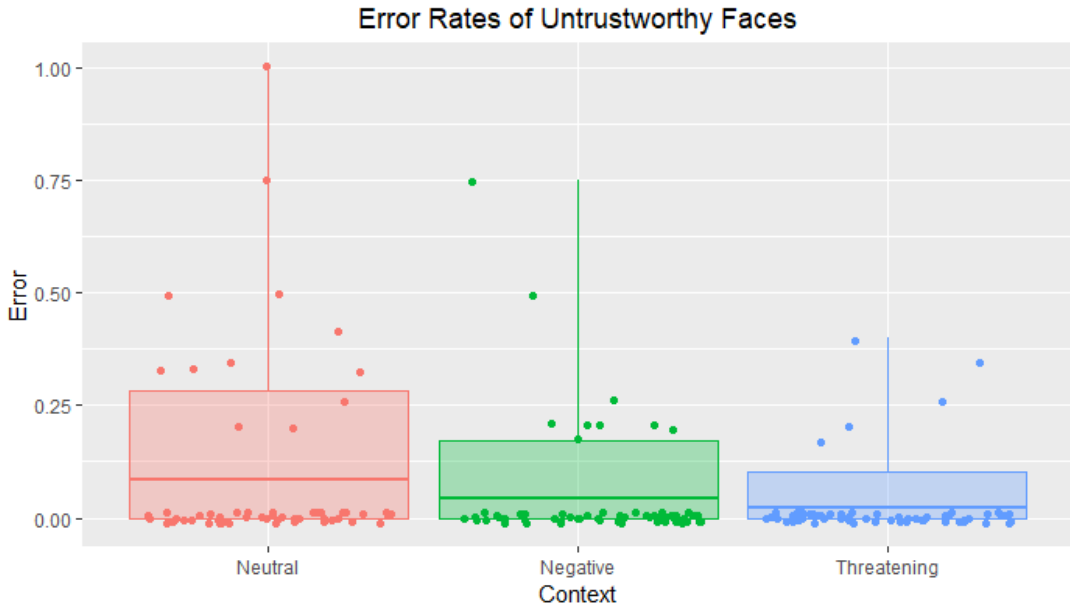 Error Rates of Untrustworthy Faces
Error
1.00
0.75
0.50
0.25
0.00
Neutral Negative Threatening
Context